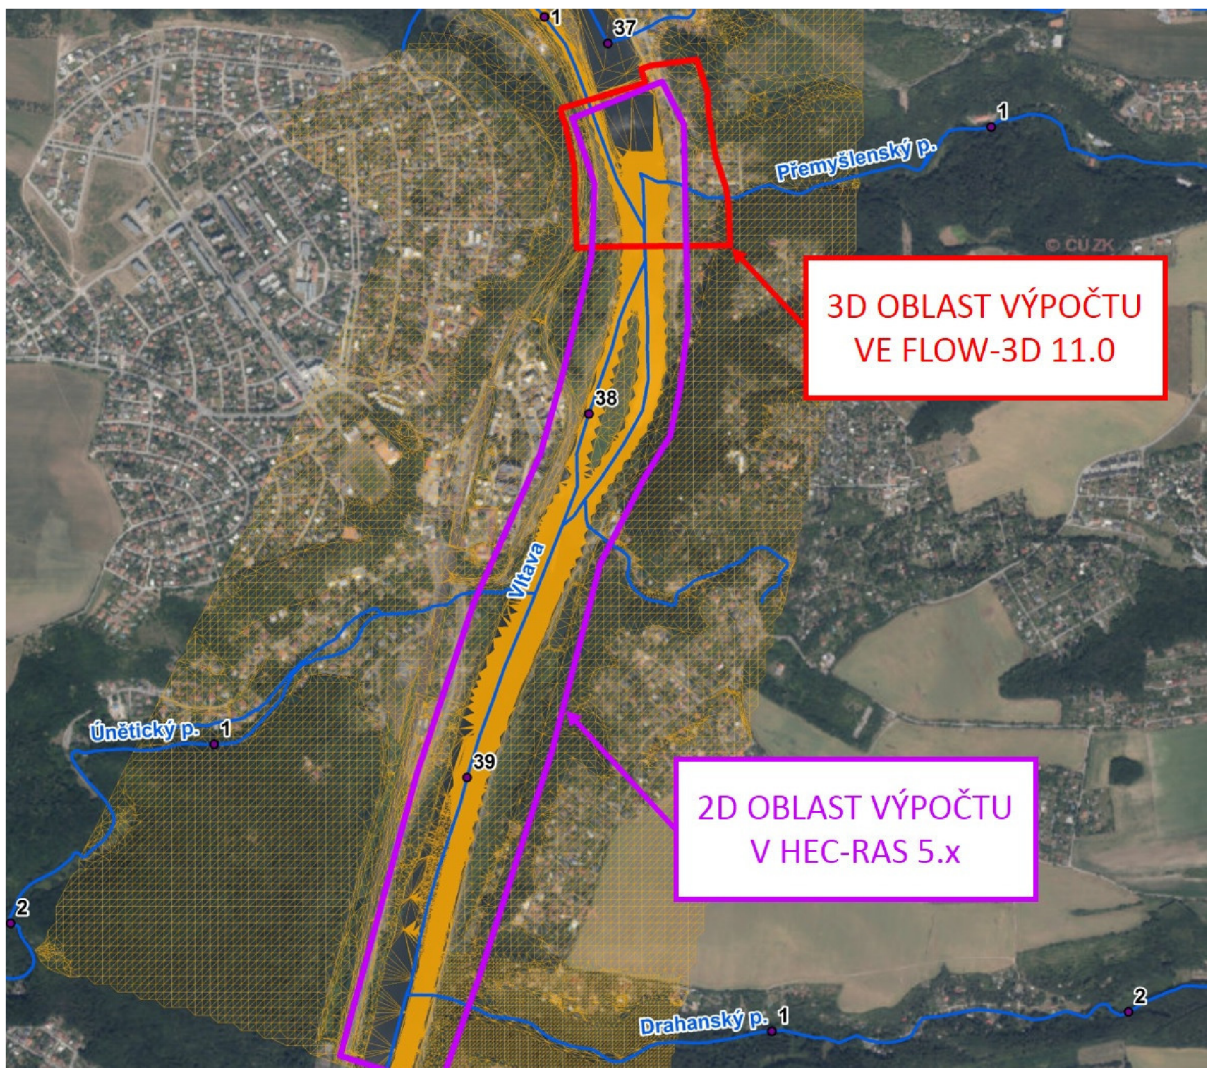 1
37
1
Přemyšlenský p.
© ČÚZK
3D OBLAST VÝPOČTU
VE FLOW-3D 11.0
38
Vltava
Únětický p.
1
39
2D OBLAST VÝPOČTU
V HEC-RAS 5.x
2
2
Drahanský p.
1